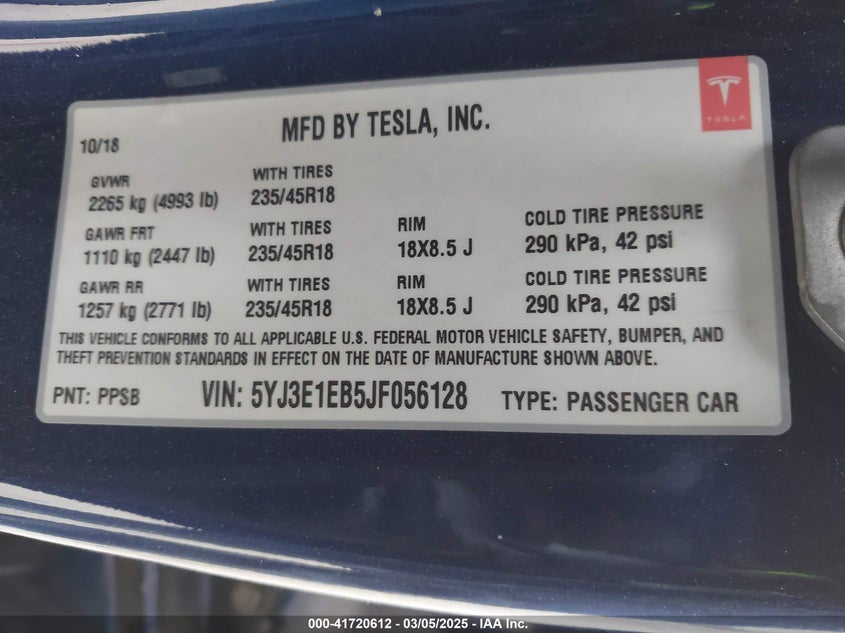 MFD BY TESLA, INC.
TESLA
10/18
GVWR
2265 kg (4993 lb)
WITH TIRES
235/45R18
GAWR FRT
1110 kg (2447 lb)
WITH TIRES
235/45R18
RIM
18X8.5 J
COLD TIRE PRESSURE
290 kPa, 42 psi
GAWR RR
1257 kg (2771 lb)
WITH TIRES
235/45R18
RIM
18X8.5 J
COLD TIRE PRESSURE
290 kPa, 42 psi
THIS VEHICLE CONFORMS TO ALL APPLICABLE U.S. FEDERAL MOTOR VEHICLE SAFETY, BUMPER, AND
THEFT PREVENTION STANDARDS IN EFFECT ON THE DATE OF MANUFACTURE SHOWN ABOVE.
PNT: PPSB VIN: 5YJ3E1EB5JF056128 TYPE: PASSENGER CAR
000-41720612 - 03/05/2025 - IAA Inc.